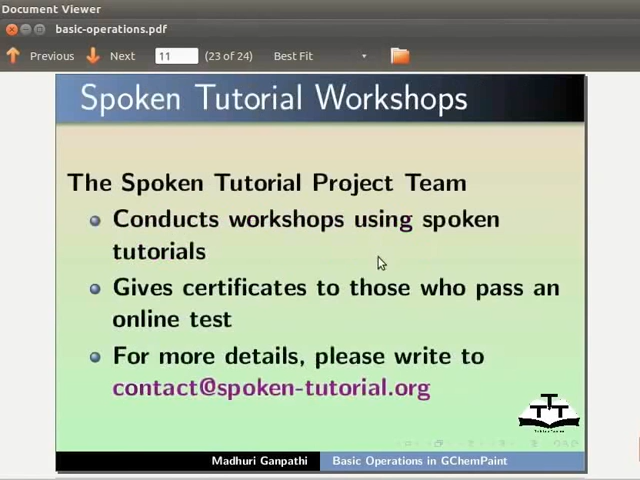 Document Viewer
basic-operations.pdf
Previous Next 11 (23 of 24) Best Fit
Spoken Tutorial Workshops
The Spoken Tutorial Project Team
Conducts workshops using spoken
tutorials
Gives certificates to those who pass an
online test
For more details, please write to
contact@spoken-tutorial.org
Madhuri Ganpathi Basic Operations in GChemPaint